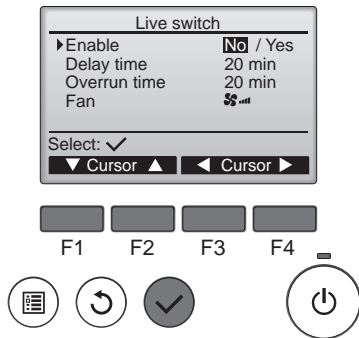 Live switch
Enable No / Yes
Delay time 20 min
Overrun time 20 min
Fan
Select:
▼ Cursor ▲ ◀ Cursor ▶
F1 F2 F3 F4